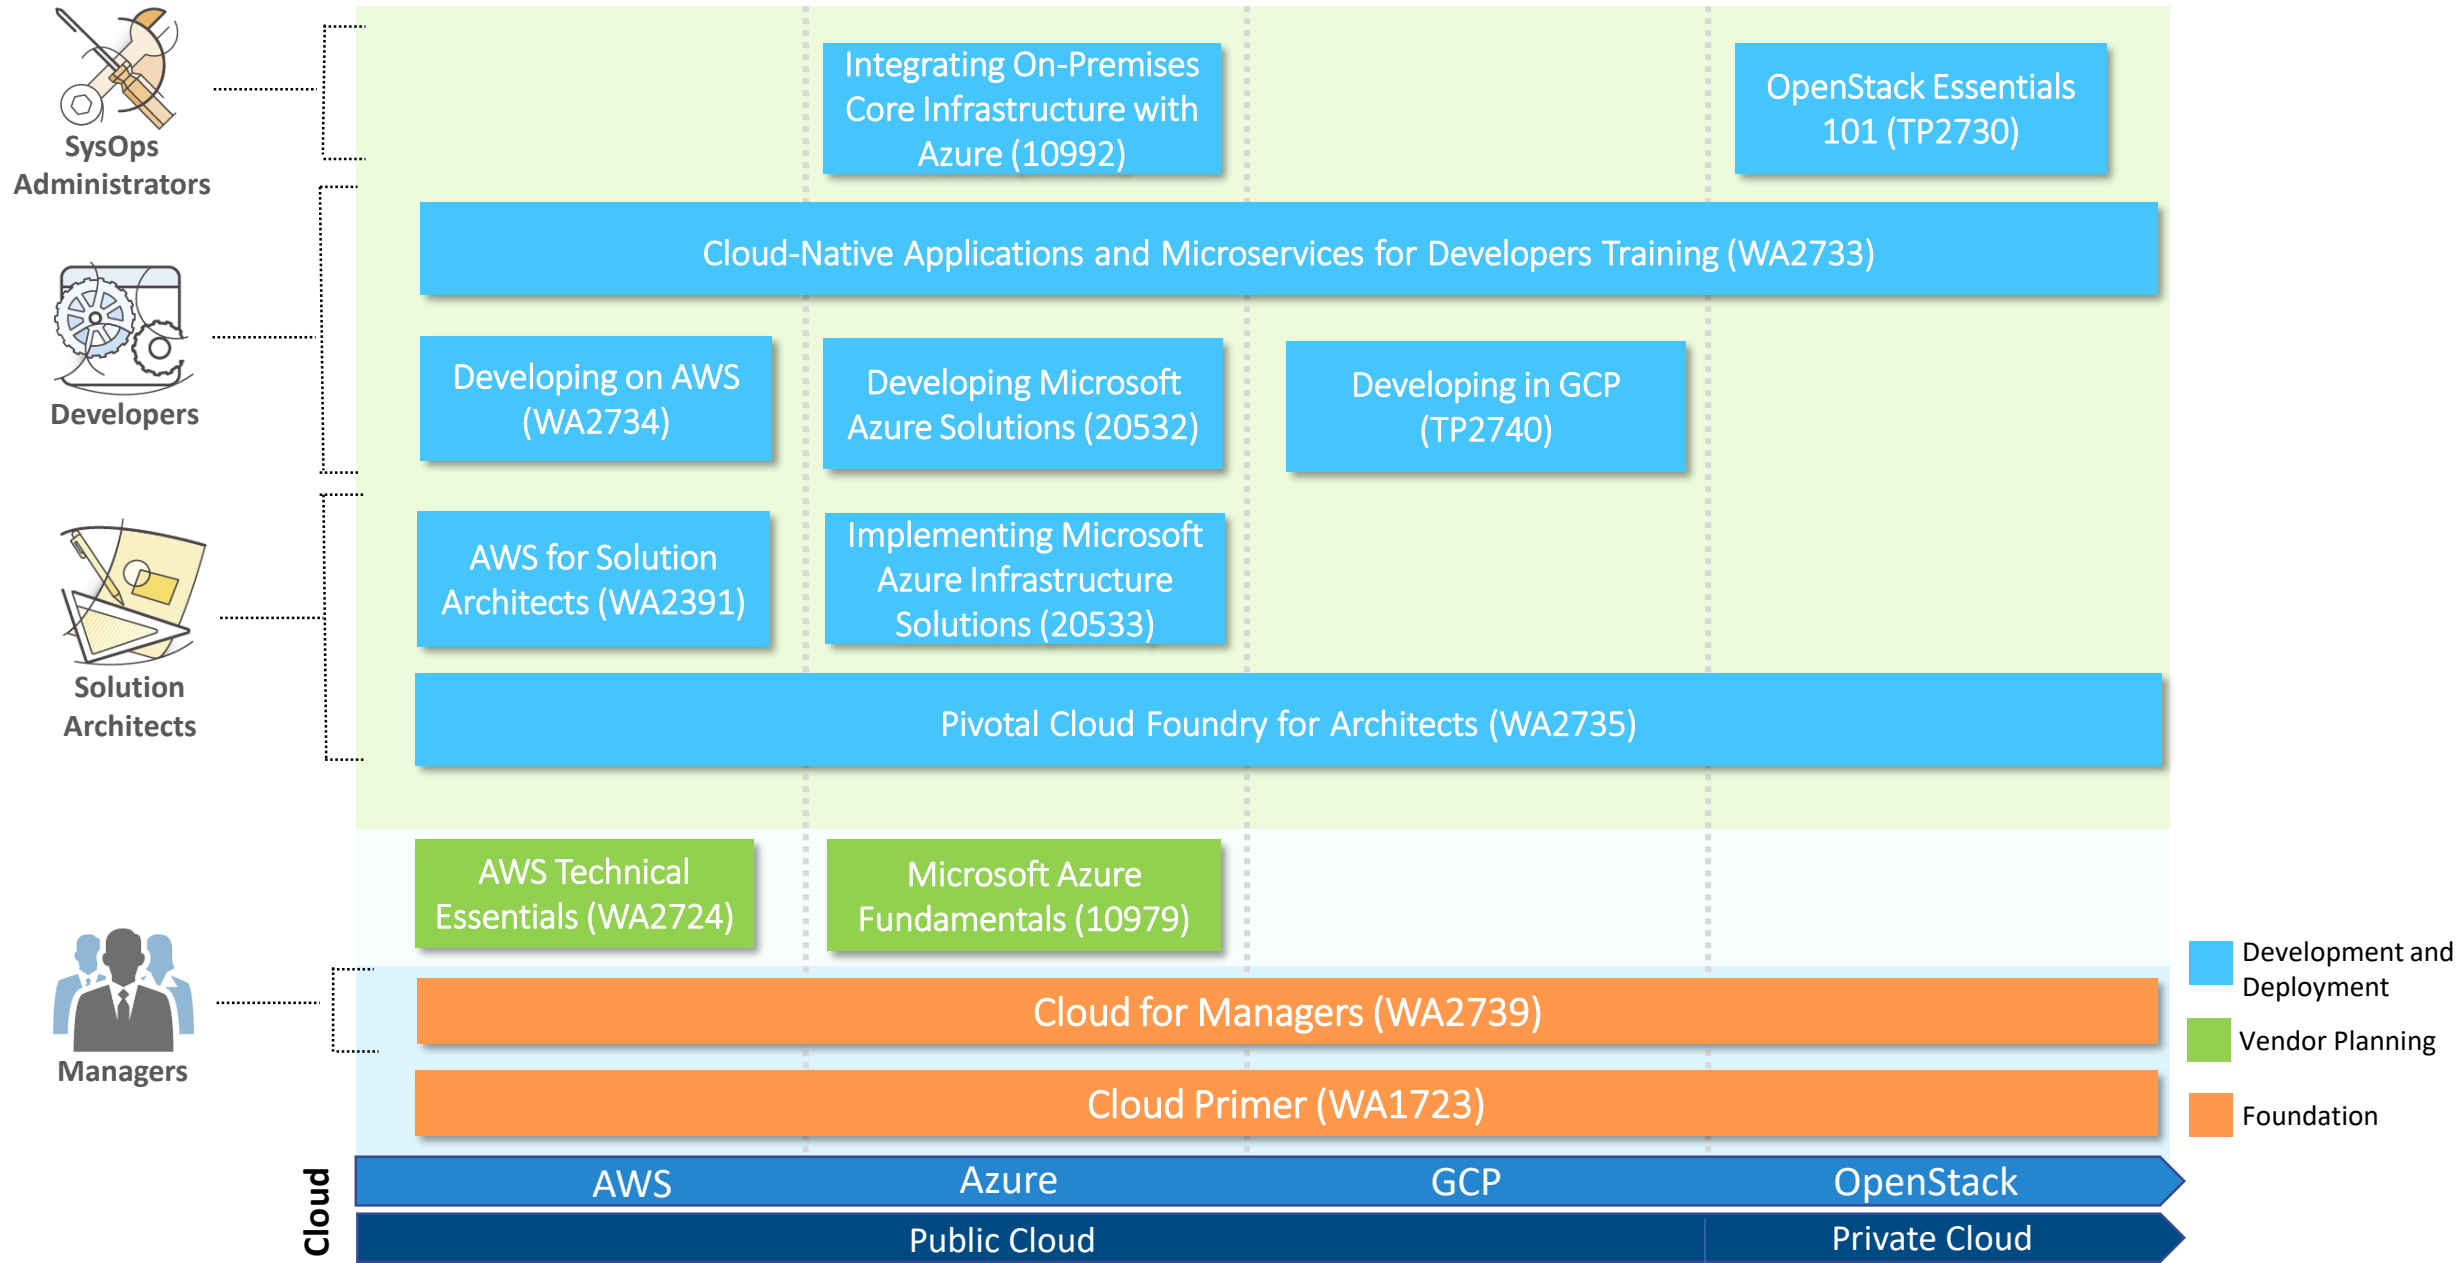 SysOps
Administrators
Integrating On-Premises
Core Infrastructure with
Azure (10992)
OpenStack Essentials
101 (TP2730)
Developers
Cloud-Native Applications and Microservices for Developers Training (WA2733)
Developing on AWS
(WA2734)
Developing Microsoft
Azure Solutions (20532)
Developing in GCP
(TP2740)
Solution
Architects
AWS for Solution
Architects (WA2391)
Implementing Microsoft
Azure Infrastructure
Solutions (20533)
Pivotal Cloud Foundry for Architects (WA2735)
AWS Technical
Essentials (WA2724)
Microsoft Azure
Fundamentals (10979)
Managers
Cloud for Managers (WA2739)
Cloud Primer (WA1723)
Development and
Deployment
Vendor Planning
Foundation
Cloud
AWS
Azure
GCP
OpenStack
Public Cloud
Private Cloud